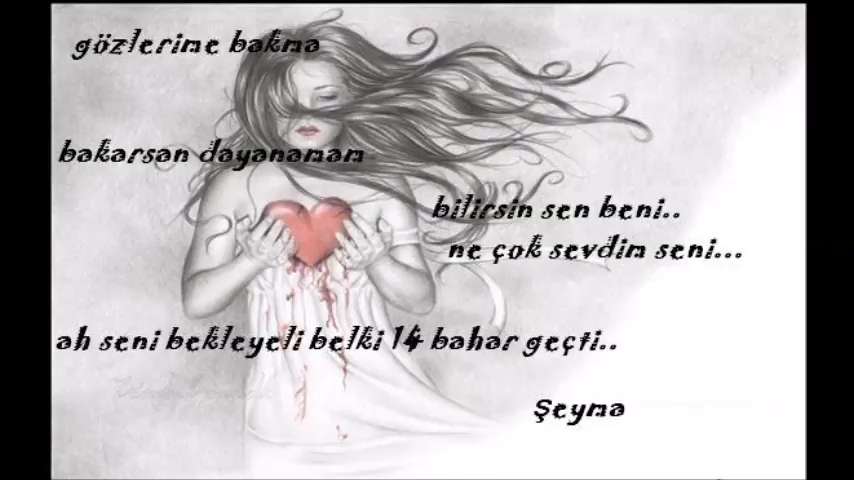 gözlerime bakma
bakarsan dayanamam
bilirsin sen beni..
ne çok sevdim seni...
ah seni bekleyeli belki 14 bahar geçti..
Şeyma